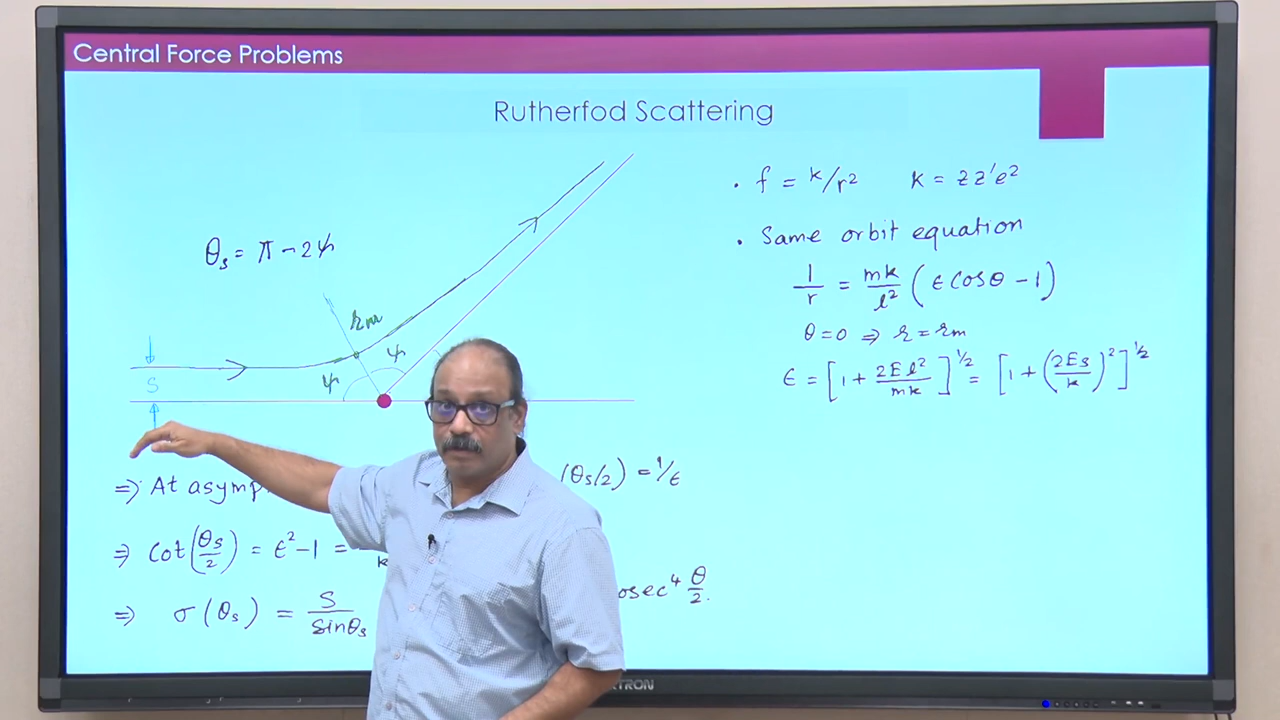 Central Force Problems
Rutherfod Scattering
θₛ = π − 2ψ
rm
ψ
ψ
S
⇒ At asymp
(θs/2) = 1/ϵ
⇒ Cot(θs/2) = ϵ² − 1 =
k
⇒ σ(θₛ) = S/Sinθₛ
osec⁴ θ/2.
. f = k/r² k = zz'e²
. Same orbit equation
1/r = mk/l² (ϵ Cosθ − 1)
θ = 0 ⇒ r = rm
ϵ = [1 + 2El²/mk]^1/2 = [1 + (2Es/k)²]^1/2
TRON